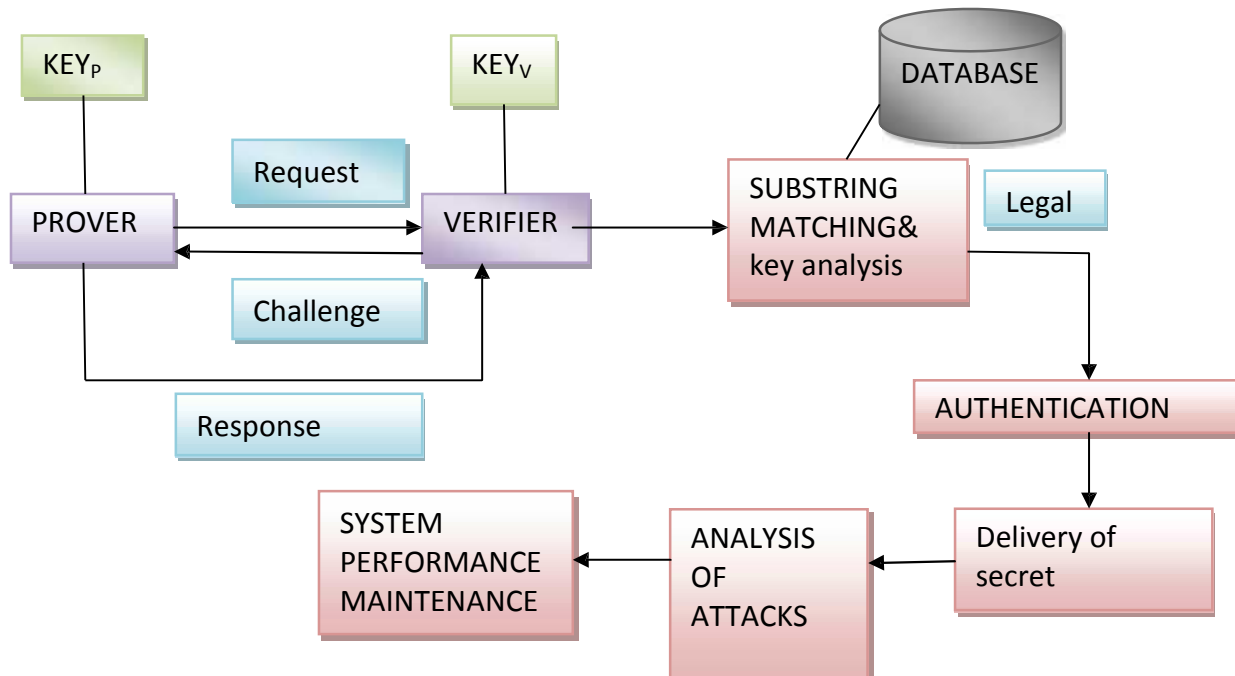 KEYP
KEYV
DATABASE
Request
PROVER
VERIFIER
SUBSTRING
MATCHING&
key analysis
Legal
Challenge
Response
AUTHENTICATION
SYSTEM
PERFORMANCE
MAINTENANCE
ANALYSIS
OF
ATTACKS
Delivery of
secret